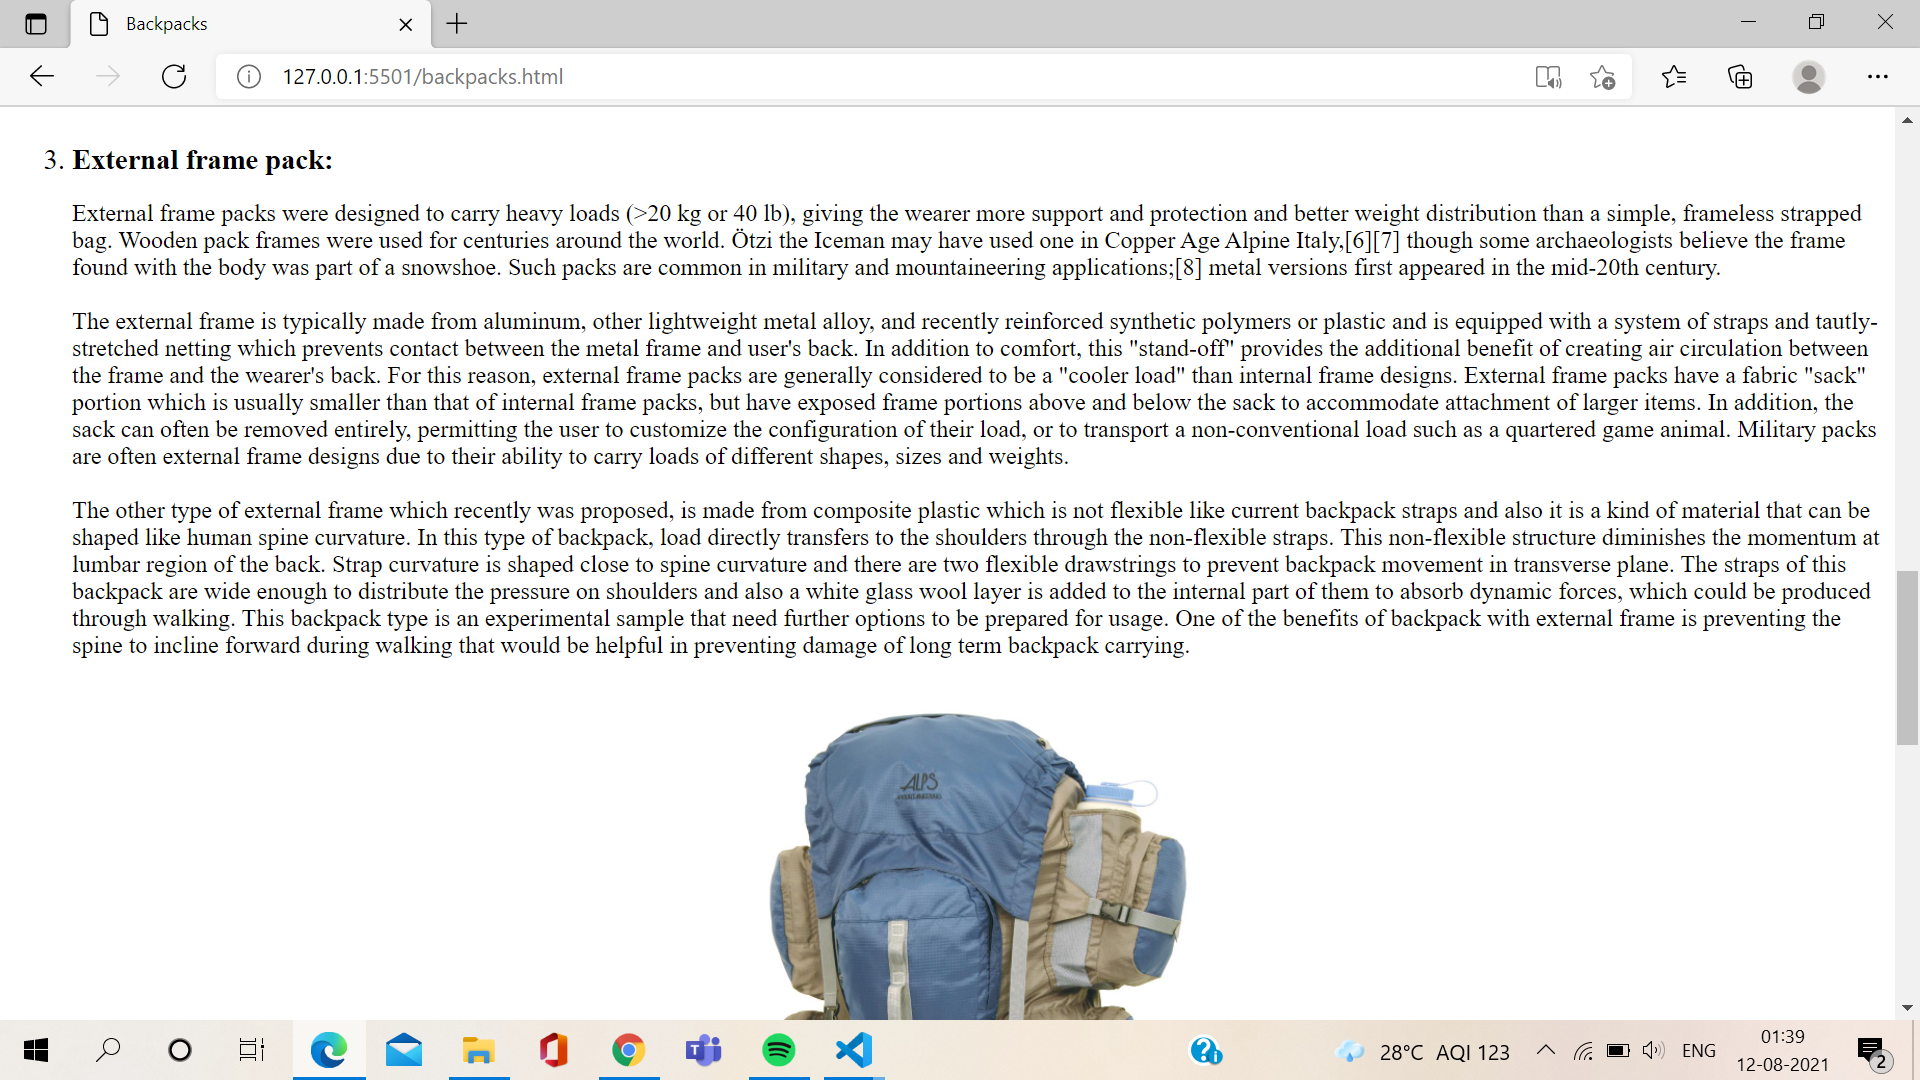 Backpacks
127.0.0.1:5501/backpacks.html
3. External frame pack:
External frame packs were designed to carry heavy loads (>20 kg or 40 lb), giving the wearer more support and protection and better weight distribution than a simple, frameless strapped
bag. Wooden pack frames were used for centuries around the world. Ötzi the Iceman may have used one in Copper Age Alpine Italy,[6][7] though some archaeologists believe the frame
found with the body was part of a snowshoe. Such packs are common in military and mountaineering applications;[8] metal versions first appeared in the mid-20th century.
The external frame is typically made from aluminum, other lightweight metal alloy, and recently reinforced synthetic polymers or plastic and is equipped with a system of straps and tautly-
stretched netting which prevents contact between the metal frame and user's back. In addition to comfort, this "stand-off" provides the additional benefit of creating air circulation between
the frame and the wearer's back. For this reason, external frame packs are generally considered to be a "cooler load" than internal frame designs. External frame packs have a fabric "sack"
portion which is usually smaller than that of internal frame packs, but have exposed frame portions above and below the sack to accommodate attachment of larger items. In addition, the
sack can often be removed entirely, permitting the user to customize the configuration of their load, or to transport a non-conventional load such as a quartered game animal. Military packs
are often external frame designs due to their ability to carry loads of different shapes, sizes and weights.
The other type of external frame which recently was proposed, is made from composite plastic which is not flexible like current backpack straps and also it is a kind of material that can be
shaped like human spine curvature. In this type of backpack, load directly transfers to the shoulders through the non-flexible straps. This non-flexible structure diminishes the momentum at
lumbar region of the back. Strap curvature is shaped close to spine curvature and there are two flexible drawstrings to prevent backpack movement in transverse plane. The straps of this
backpack are wide enough to distribute the pressure on shoulders and also a white glass wool layer is added to the internal part of them to absorb dynamic forces, which could be produced
through walking. This backpack type is an experimental sample that need further options to be prepared for usage. One of the benefits of backpack with external frame is preventing the
spine to incline forward during walking that would be helpful in preventing damage of long term backpack carrying.
ALPS
28°C AQI 123
ENG
01:39
12-08-2021
2